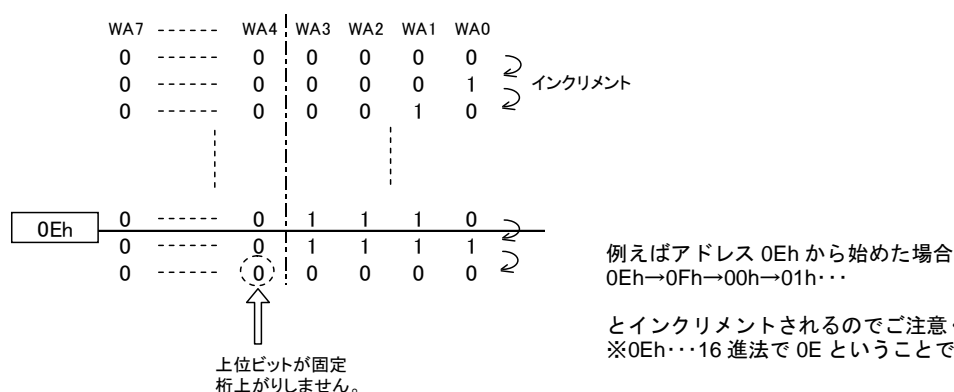 WA7 ------ WA4 WA3 WA2 WA1 WA0
0 ------ 0 0 0 0 0
0 ------ 0 0 0 0 1
0 ------ 0 0 0 1 0
インクリメント
0Eh
0 ------ 0 1 1 1 0
0 ------ 0 1 1 1 1
0 ------ 0 0 0 0 0
上位ビットが固定
桁上がりしません。
例えばアドレス 0Eh から始めた場合
0Eh→0Fh→00h→01h・・・
とインクリメントされるのでご注意
※0Eh・・・16 進法で 0E ということで